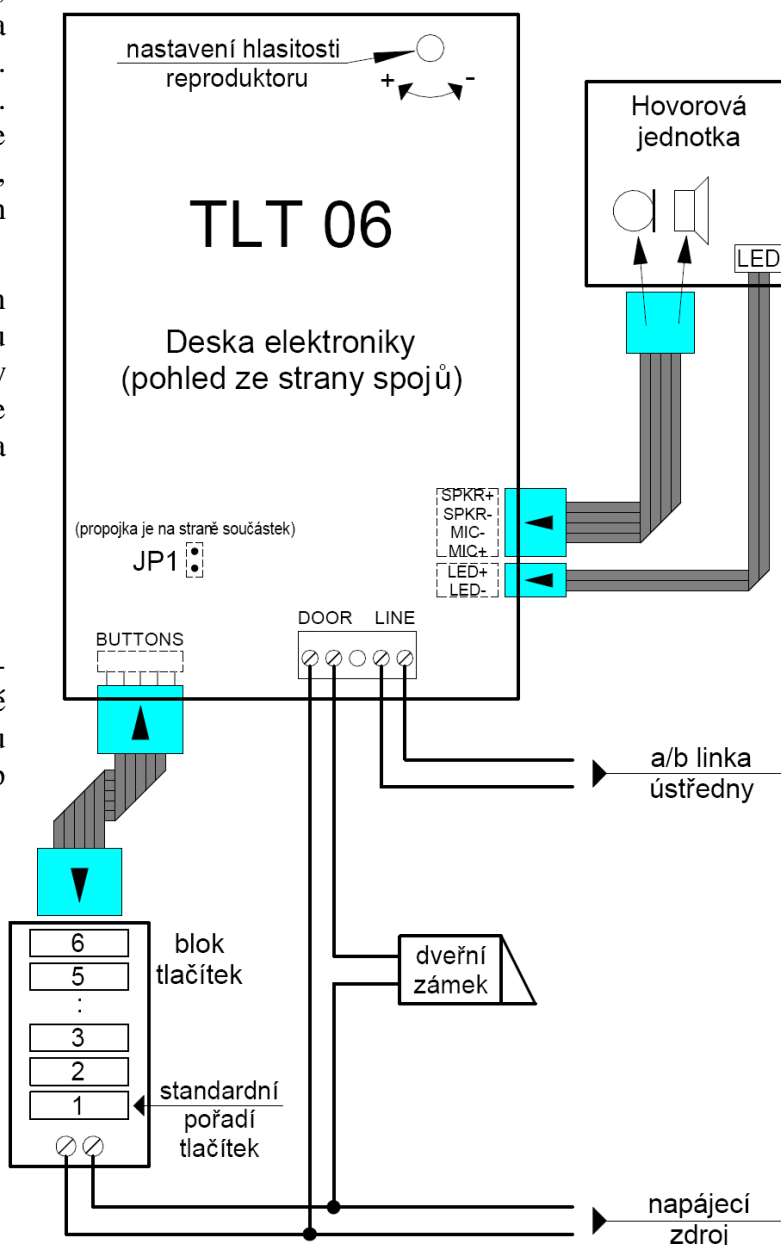 nastavení hlasitosti
reproduktoru
+ -
TLT 06
Deska elektroniky
(pohled ze strany spojů)
Hovorová
jednotka
LED
SPKR+
SPKR-
MIC-
MIC+
LED+
LED-
(propojka je na straně součástek)
JP1
BUTTONS
DOOR LINE
a/b linka
ústředny
6
5
:
3
2
1
blok
tlačítek
standardní
pořadí
tlačítek
dveřní
zámek
napájecí
zdroj